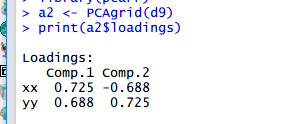 > a2 <- PCAgrid(d9)
> print(a2$loadings)
Loadings:
Comp.1 Comp.2
xx 0.725 -0.688
yy 0.688 0.725